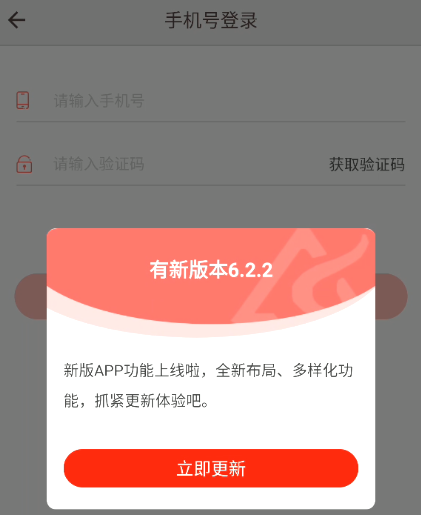 手机号登录
请输入手机号
请输入验证码 获取验证码
有新版本6.2.2
新版APP功能上线啦，全新布局、多样化功
能，抓紧更新体验吧。
立即更新